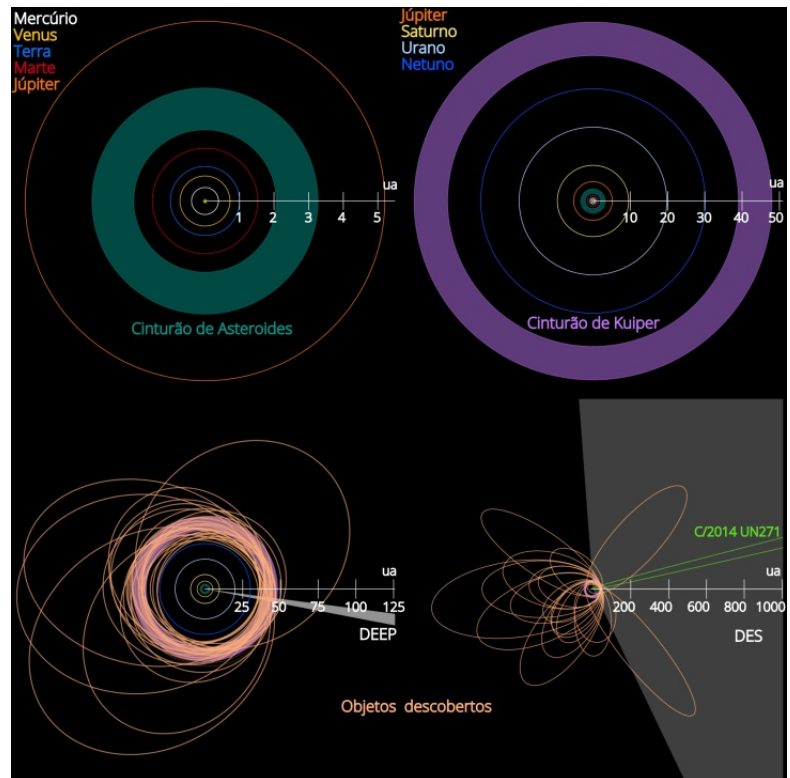 Mercúrio
Venus
Terra
Marte
Júpiter
ua
1 2 3 4 5
Cinturão de Asteroides
Júpiter
Saturno
Urano
Netuno
ua
10 20 30 40 50
Cinturão de Kuiper
ua
25 50 75 100 125
DEEP
C/2014 UN271
ua
200 400 600 800 1000
DES
Objetos descobertos